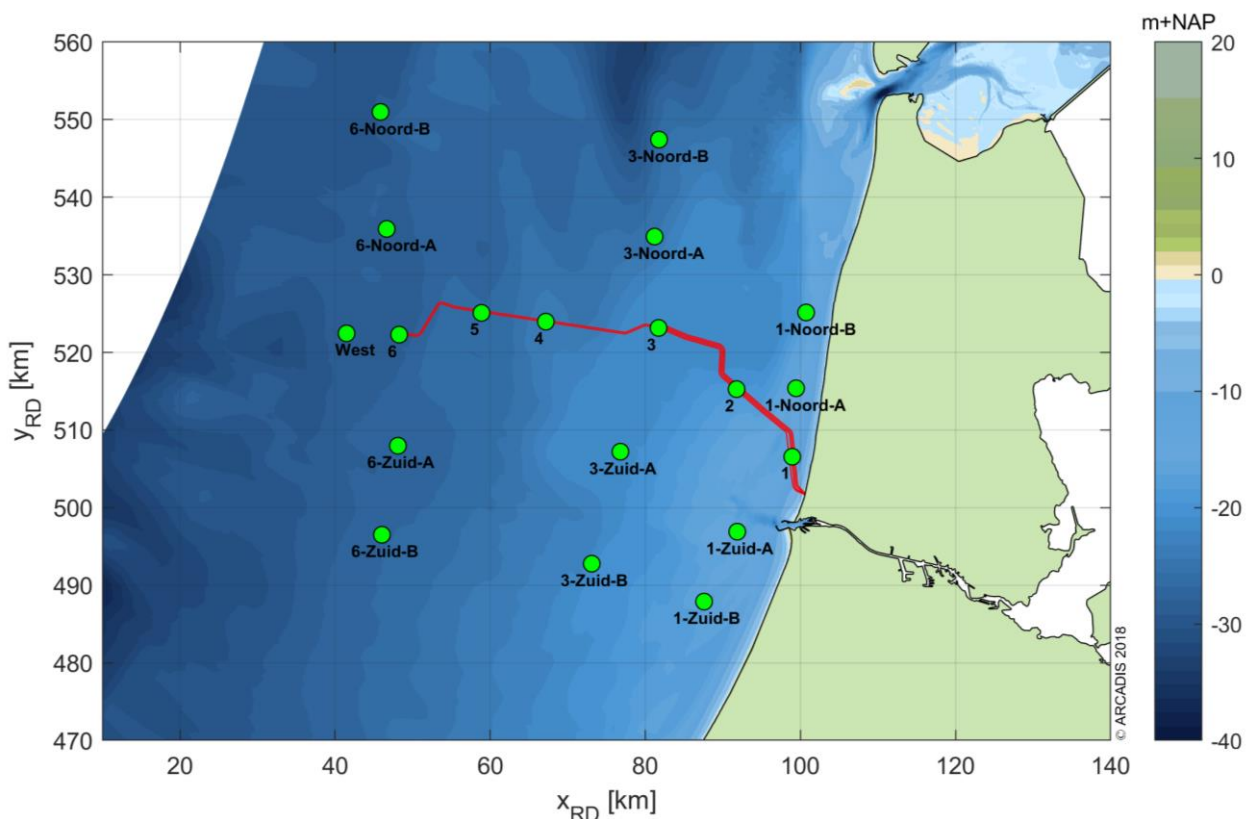 m+NAP
560
550
540
530
520
510
500
490
480
470
y_RD [km]
6-Noord-B
3-Noord-B
6-Noord-A
3-Noord-A
1-Noord-B
West
6
5
4
3
2
1-Noord-A
1
6-Zuid-A
3-Zuid-A
6-Zuid-B
3-Zuid-B
1-Zuid-A
1-Zuid-B
20
40
60
80
100
120
140
x_RD [km]
© ARCADIS 2018
20
10
0
-10
-20
-30
-40